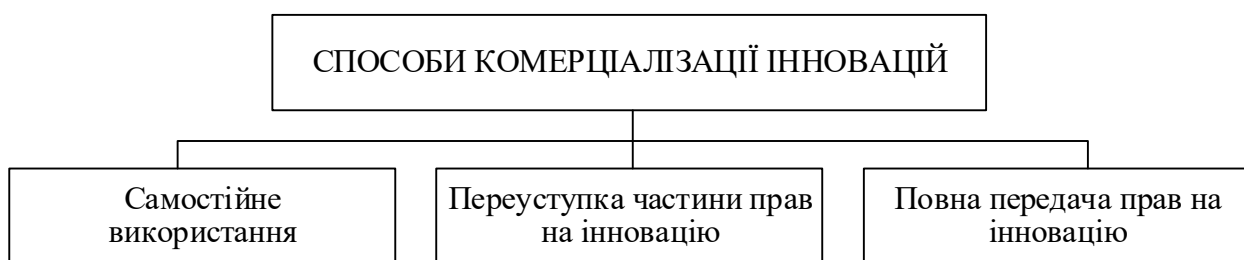 СПОСОБИ КОМЕРЦІАЛІЗАЦІЇ ІННОВАЦІЙ
Самостійне
використання
Переуступка частини прав
на інновацію
Повна передача прав на
інновацію